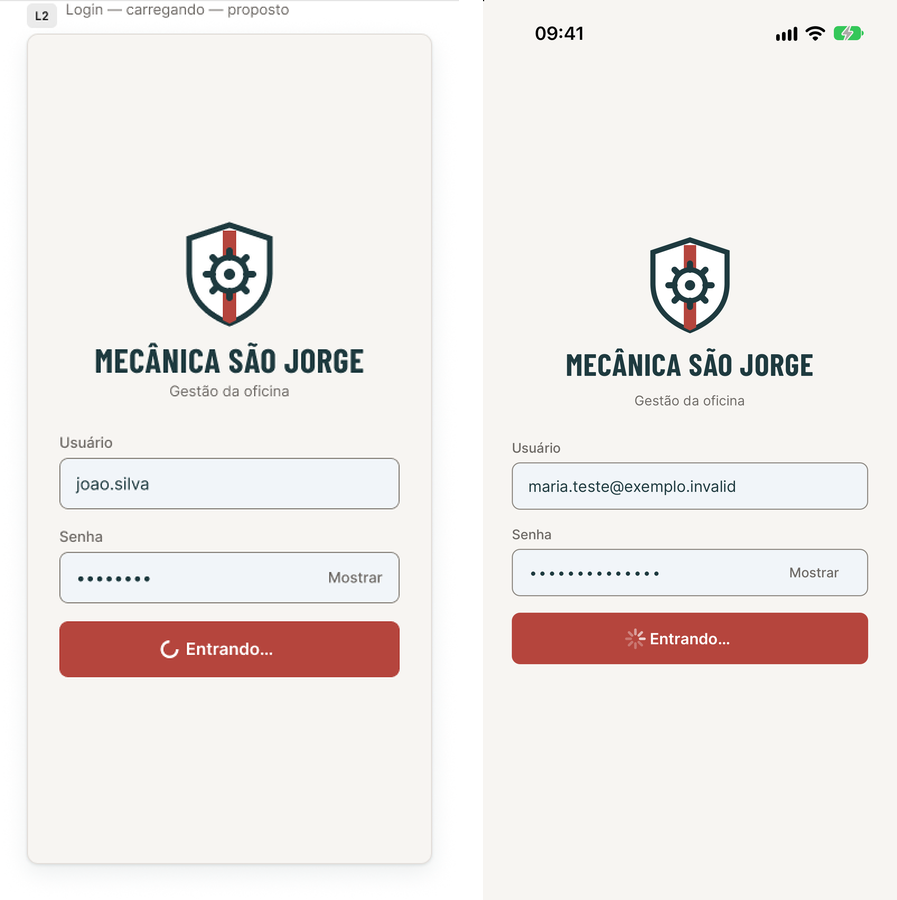 L2 Login — carregando — proposto
MECÂNICA SÃO JORGE
Gestão da oficina
Usuário
joao.silva
Senha
••••••••
Mostrar
Entrando...
09:41
MECÂNICA SÃO JORGE
Gestão da oficina
Usuário
maria.teste@exemplo.invalid
Senha
••••••••••••••
Mostrar
Entrando...